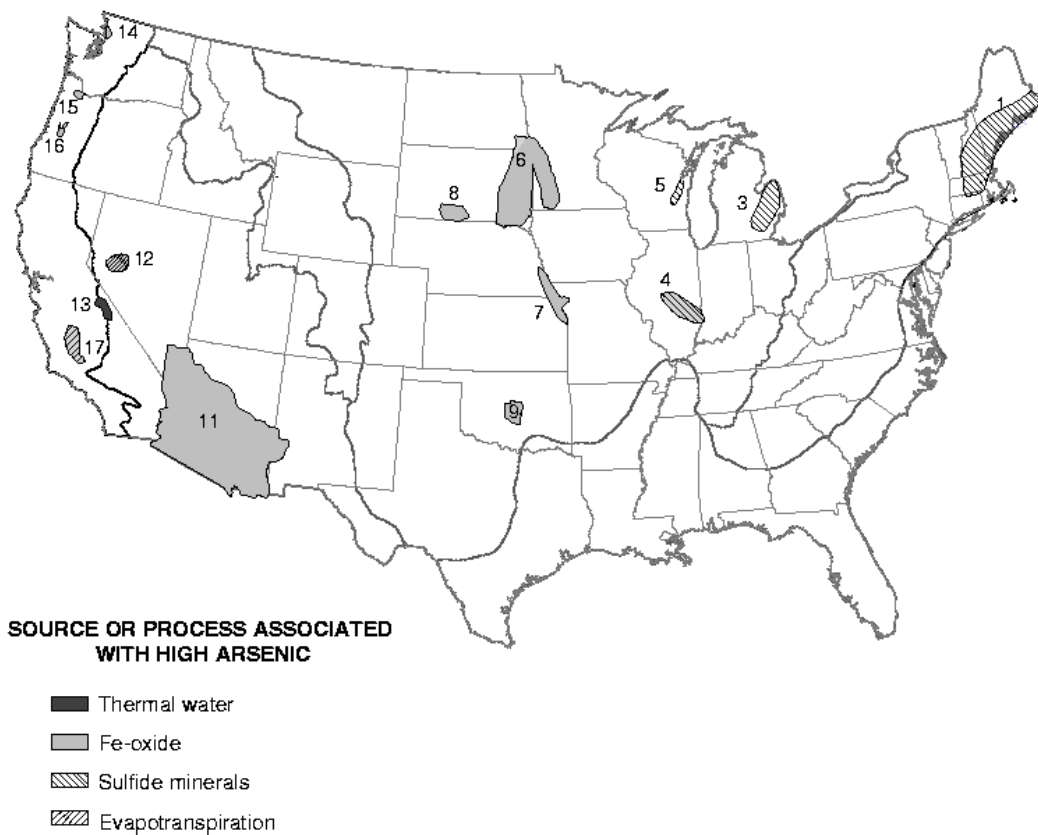 14
1
15
16
6
5
8
3
12
4
13
7
17
9
11
SOURCE OR PROCESS ASSOCIATED
WITH HIGH ARSENIC
Thermal water
Fe-oxide
Sulfide minerals
Evapotranspiration